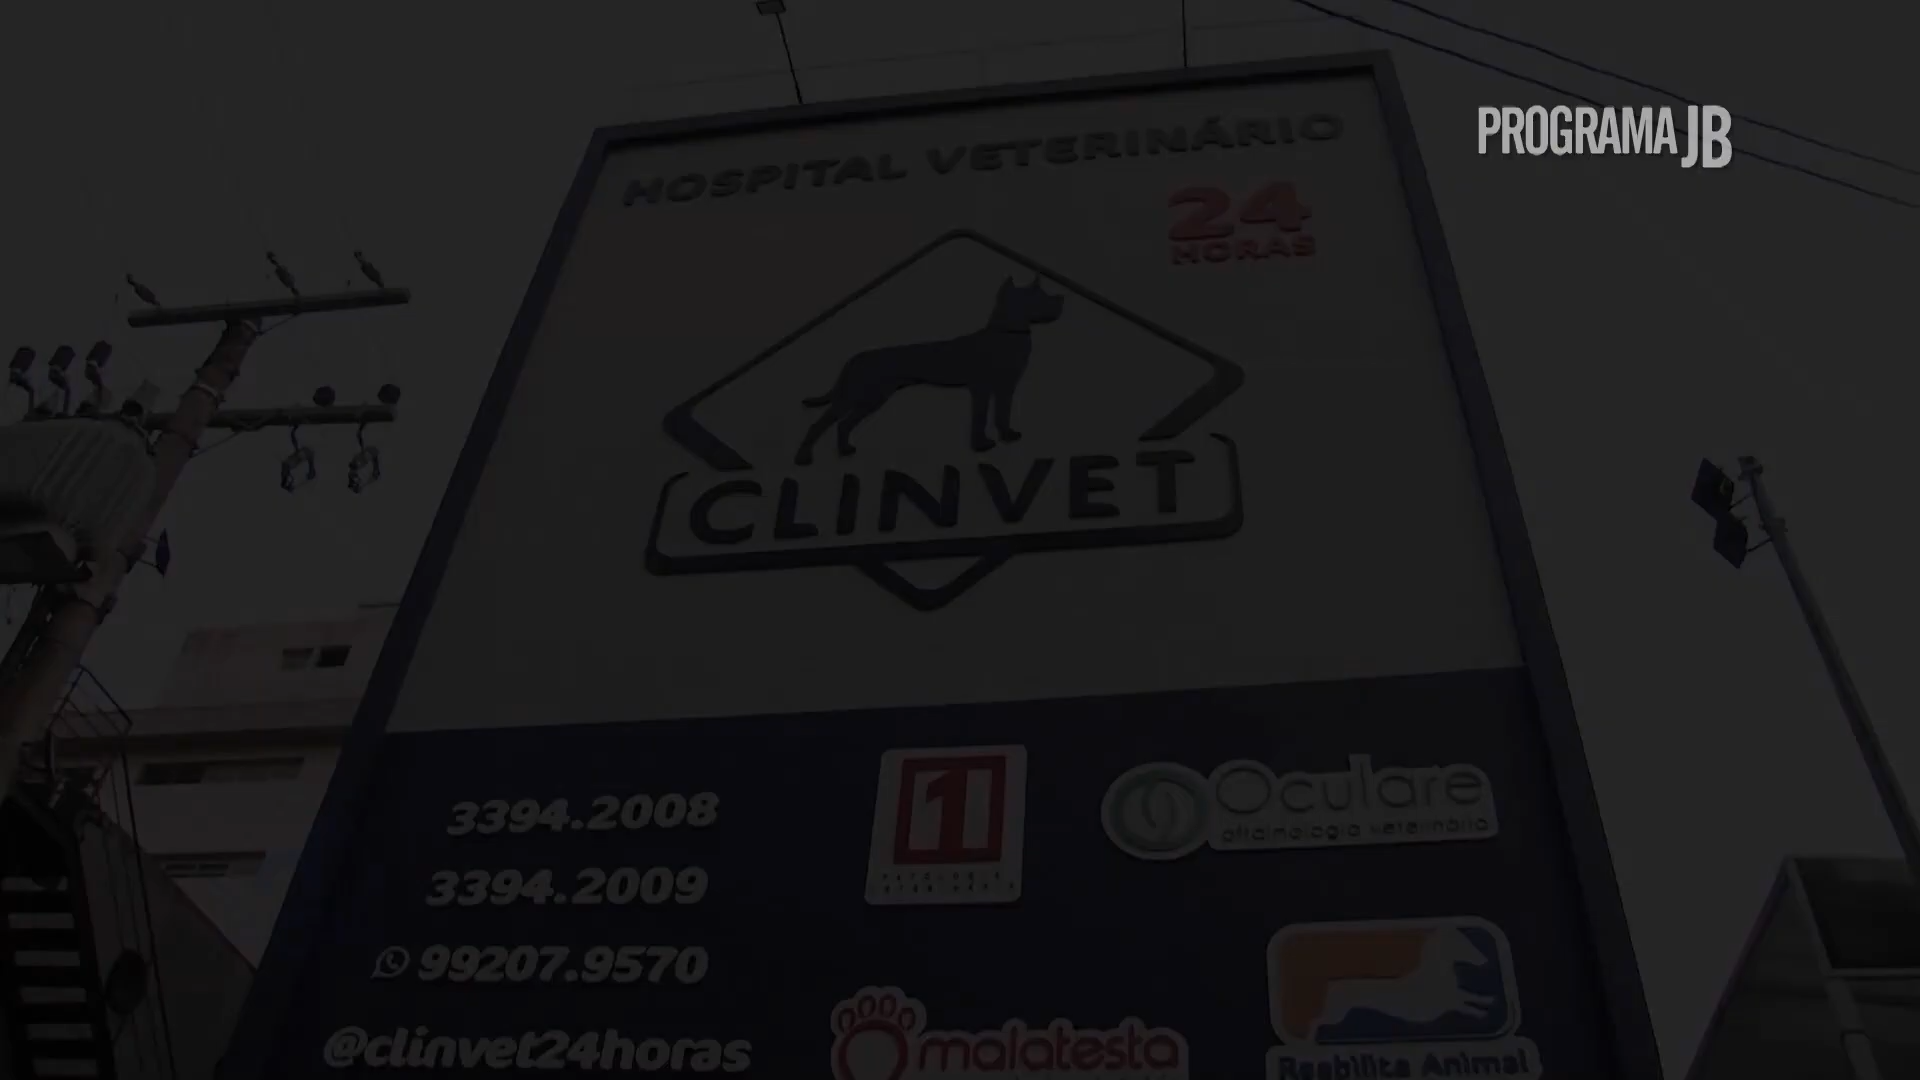 PROGRAMA JB
HOSPITAL VETERINÁRIO
24
HORAS
CLINVET
3394.2008
3394.2009
99207.9570
@clinvet24horas
1
Oculare
oftalmologia veterinária
malatesta
Reabilita Animal